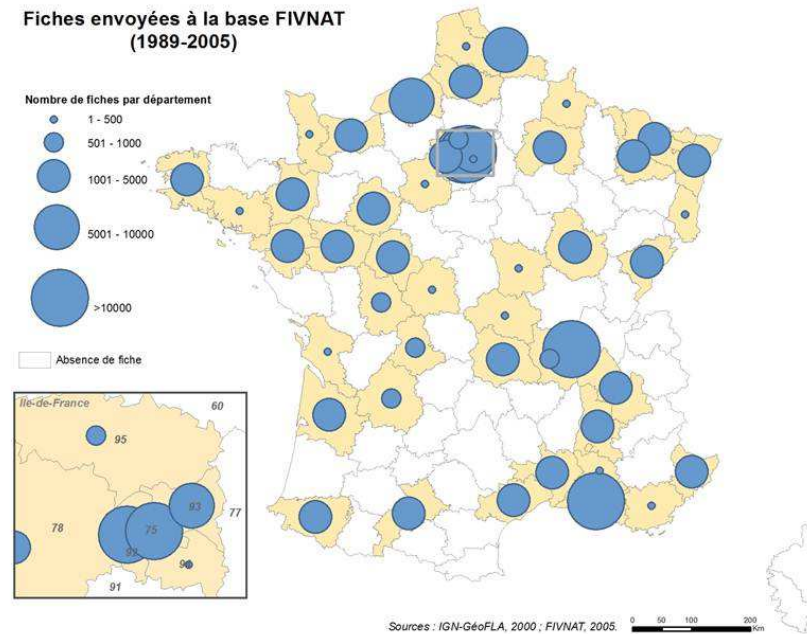 Fiches envoyées à la base FIVNAT
(1989-2005)
Nombre de fiches par département
1 - 500
501 - 1000
1001 - 5000
5001 - 10000
>10000
Absence de fiche
Ile-de-France
60
95
93
77
78
75
92
91
Sources : IGN-GéoFLA, 2000 ; FIVNAT, 2005.
0 50 100 200
Km